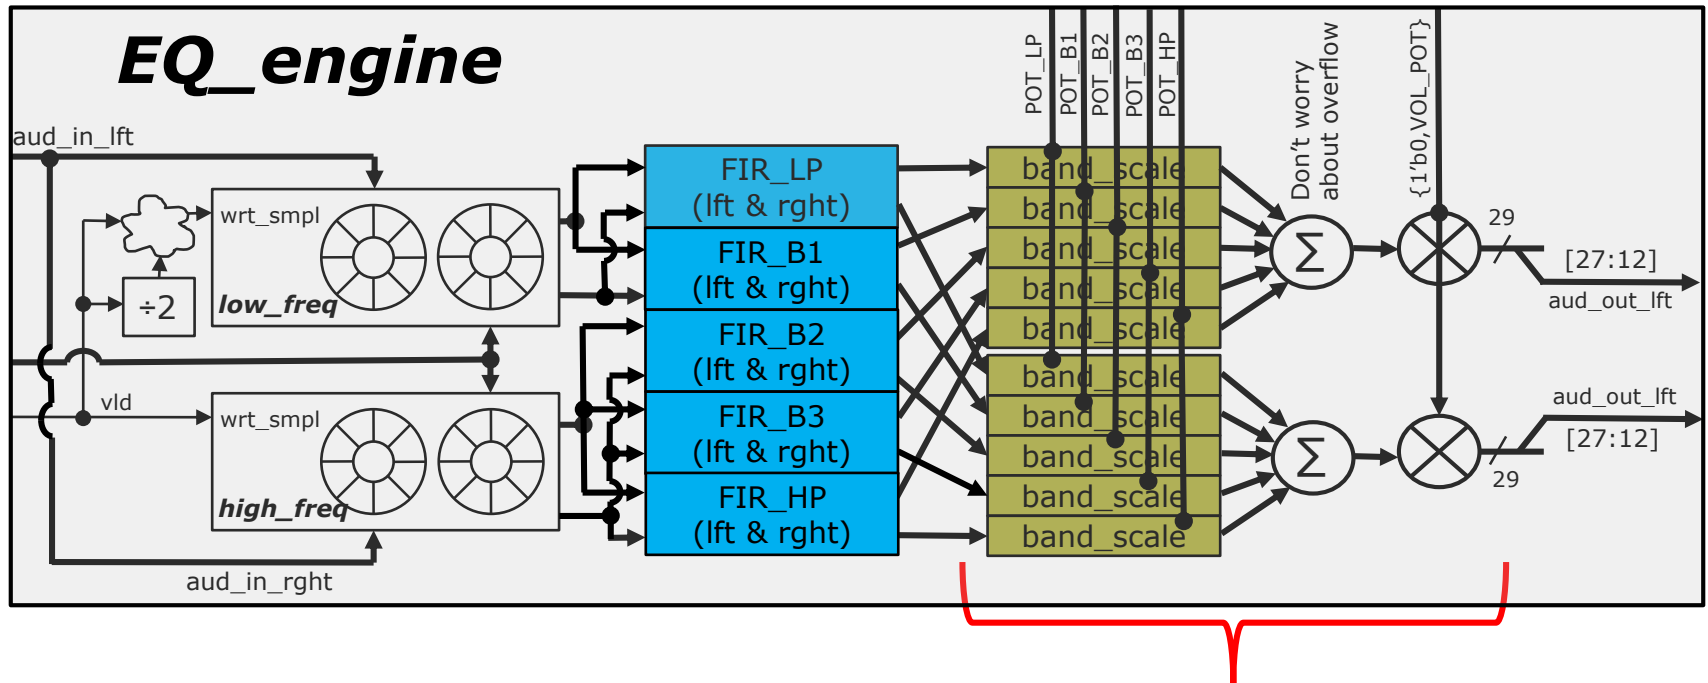 EQ_engine
aud_in_lft
wrt_smpl
÷2
low_freq
vld
wrt_smpl
high_freq
aud_in_rght
FIR_LP
(lft & rght)
FIR_B1
(lft & rght)
FIR_B2
(lft & rght)
FIR_B3
(lft & rght)
FIR_HP
(lft & rght)
POT_LP
POT_B1
POT_B2
POT_B3
POT_HP
band_scale
band_scale
band_scale
band_scale
band_scale
band_scale
band_scale
band_scale
band_scale
band_scale
Don't worry
about overflow
Σ
Σ
{1'b0,VOL_POT}
29
[27:12]
aud_out_lft
aud_out_lft
[27:12]
29